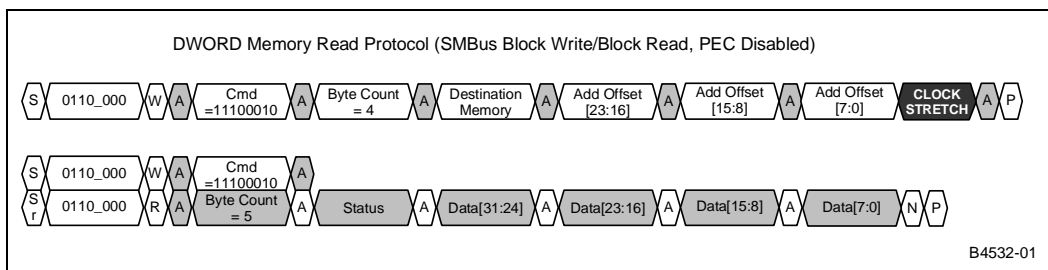 DWORD Memory Read Protocol (SMBus Block Write/Block Read, PEC Disabled)
S 0110_000 W A Cmd =11100010 A Byte Count = 4 A Destination Memory A Add Offset [23:16] A Add Offset [15:8] A Add Offset [7:0] CLOCK STRETCH A P
S 0110_000 W A Cmd =11100010 A
Sr 0110_000 R A Byte Count = 5 A Status A Data[31:24] A Data[23:16] A Data[15:8] A Data[7:0] N P
B4532-01